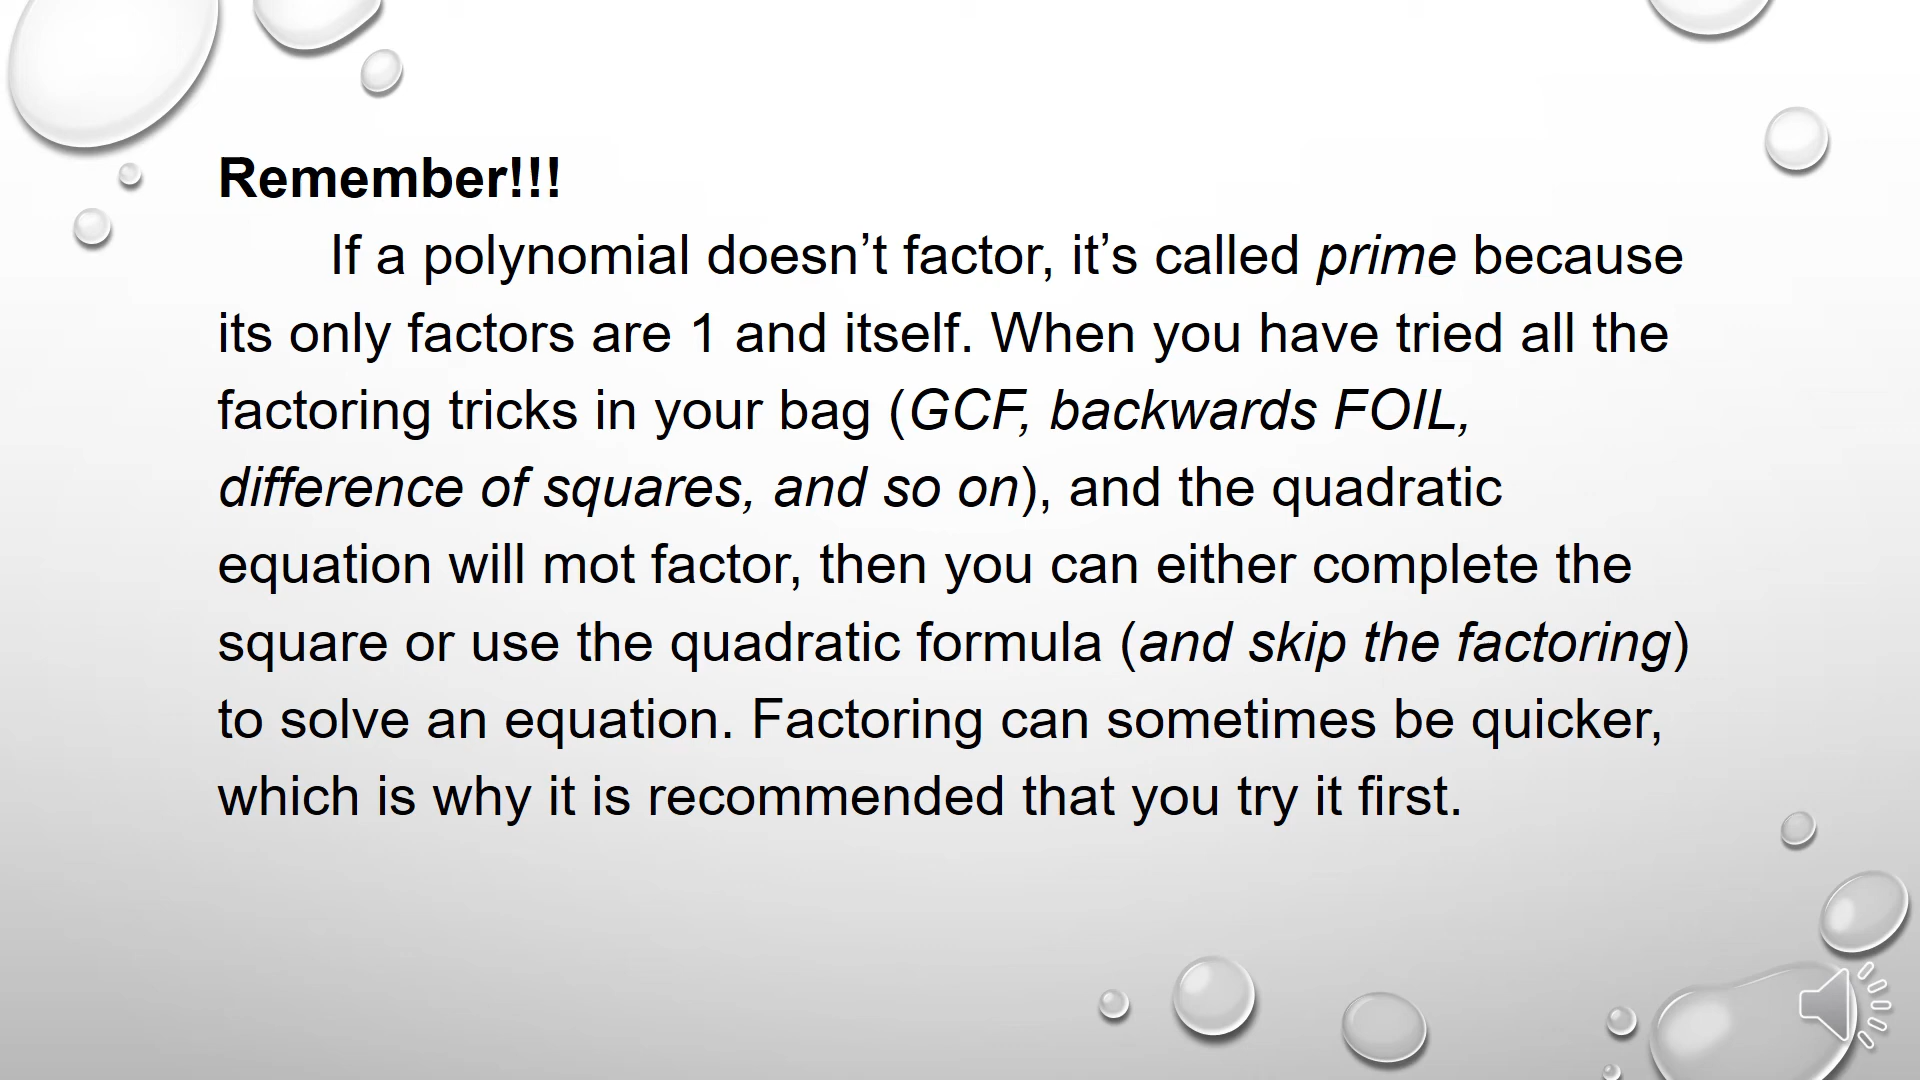 Remember!!!
If a polynomial doesn’t factor, it’s called prime because
its only factors are 1 and itself. When you have tried all the
factoring tricks in your bag (GCF, backwards FOIL,
difference of squares, and so on), and the quadratic
equation will mot factor, then you can either complete the
square or use the quadratic formula (and skip the factoring)
to solve an equation. Factoring can sometimes be quicker,
which is why it is recommended that you try it first.